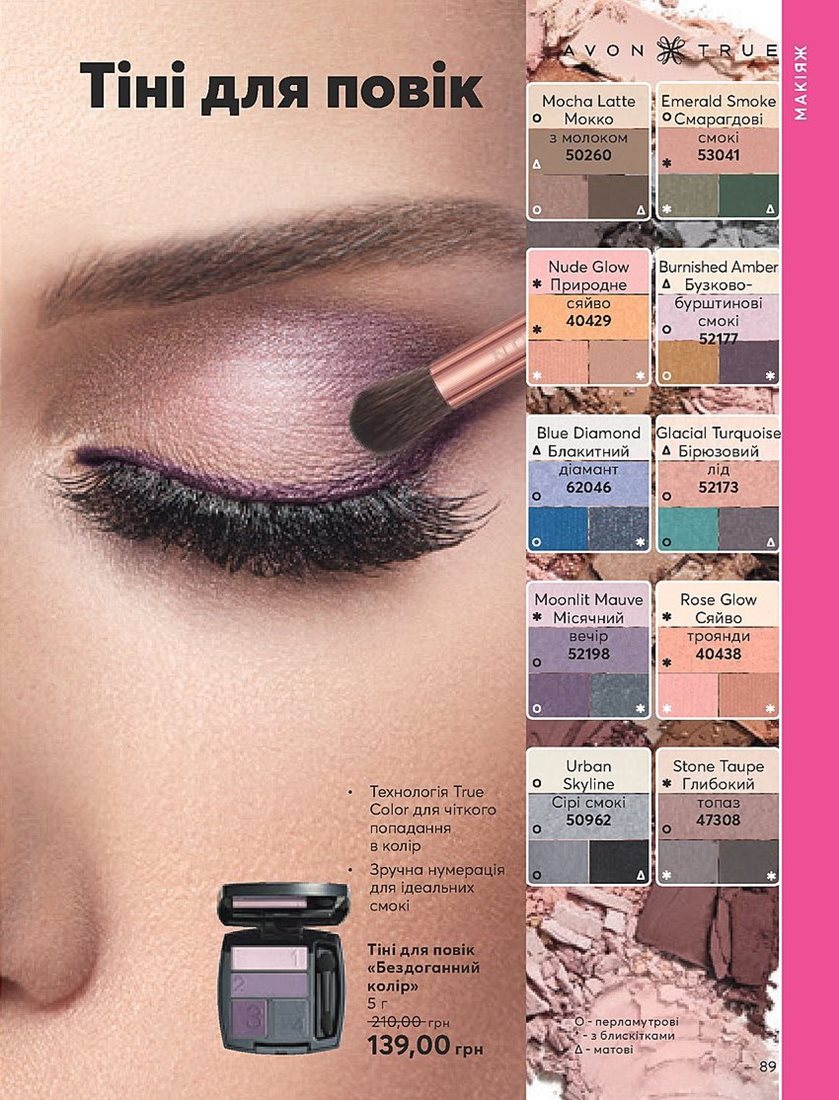 Тіні для повік
AVON TRUE
МАКІЯЖ
Mocha Latte
O Мокко
з молоком
Δ 50260
O Δ
Emerald Smoke
O Смарагдові
смокі
* 53041
* Δ
Nude Glow
* Природне
сяйво
* 40429
* *
Burnished Amber
Δ Бузково-
бурштинові
O смокі
52177
O *
Blue Diamond
Δ Блакитний
діамант
O 62046
O *
Glacial Turquoise
Δ Бірюзовий
лід
O 52173
O Δ
Moonlit Mauve
* Місячний
вечір
O 52198
O *
Rose Glow
* Сяйво
троянди
* 40438
* *
Urban
O Skyline
Сірі смокі
O 50962
O Δ
Stone Taupe
* Глибокий
топаз
O 47308
* *
• Технологія True
Color для чіткого
попадання
в колір
• Зручна нумерація
для ідеальних
смокі
1
2
3 4
Тіні для повік
«Бездоганний
колір»
5 г
210,00 грн
139,00 грн
O - перламутрові
* - з блискітками
Δ - матові
89